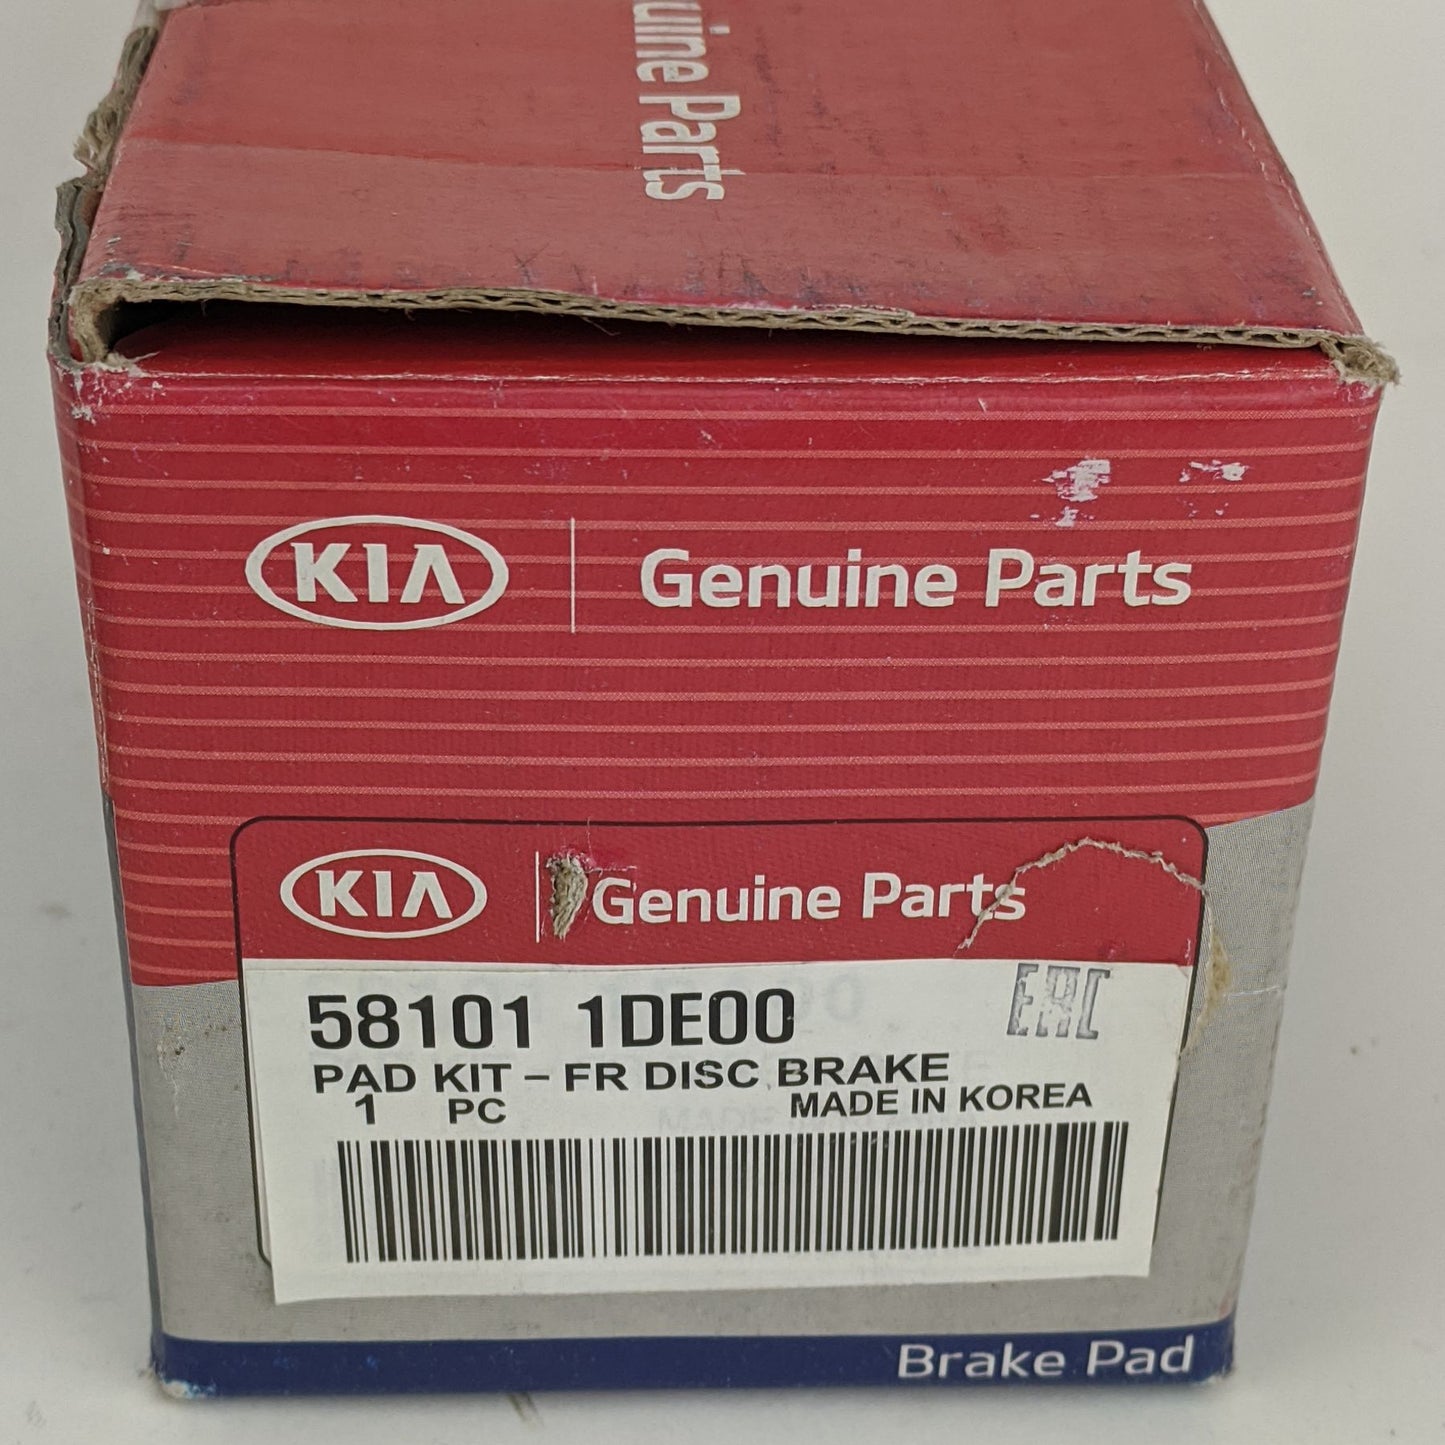 uine Parts
KIA Genuine Parts
KIA Genuine Parts
58101 1DE00 EAC
PAD KIT – FR DISC BRAKE
1 PC MADE IN KOREA
Brake Pad